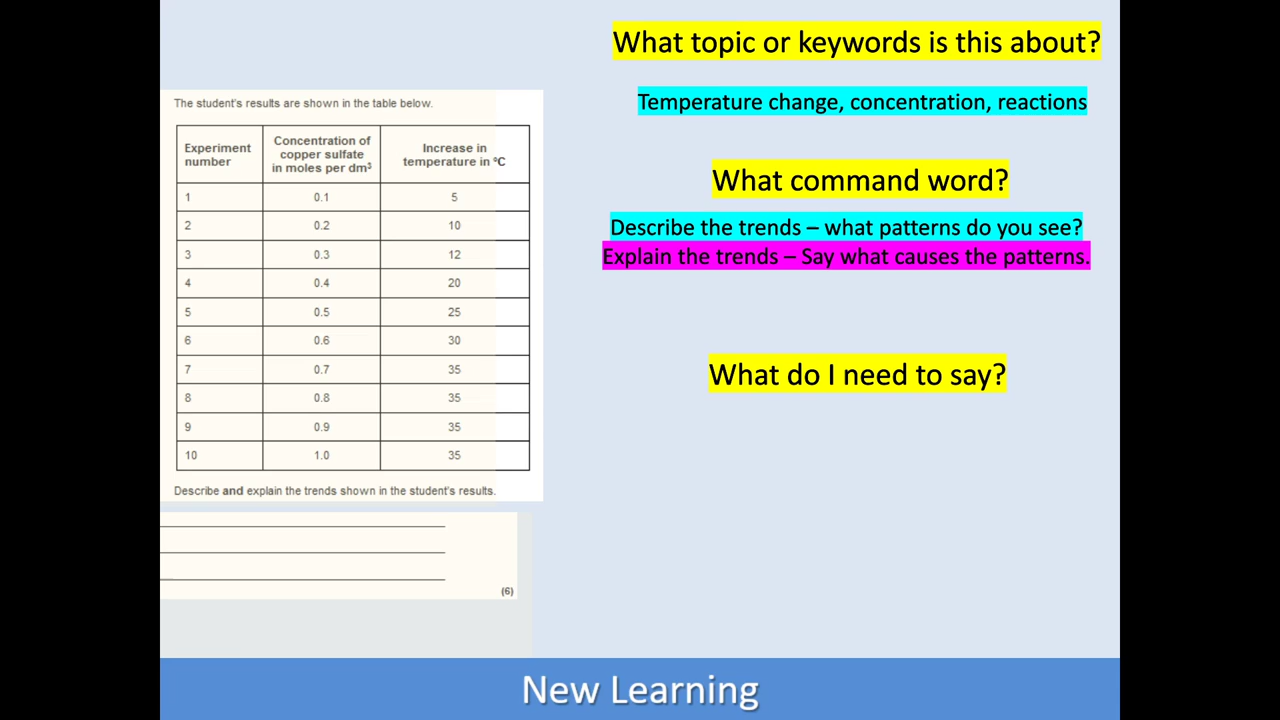 The student's results are shown in the table below.
Experiment number Concentration of copper sulfate in moles per dm³ Increase in temperature in °C
1 0.1 5
2 0.2 10
3 0.3 12
4 0.4 20
5 0.5 25
6 0.6 30
7 0.7 35
8 0.8 35
9 0.9 35
10 1.0 35
Describe and explain the trends shown in the student's results.
(6)
What topic or keywords is this about?
Temperature change, concentration, reactions
What command word?
Describe the trends – what patterns do you see?
Explain the trends – Say what causes the patterns.
What do I need to say?
New Learning